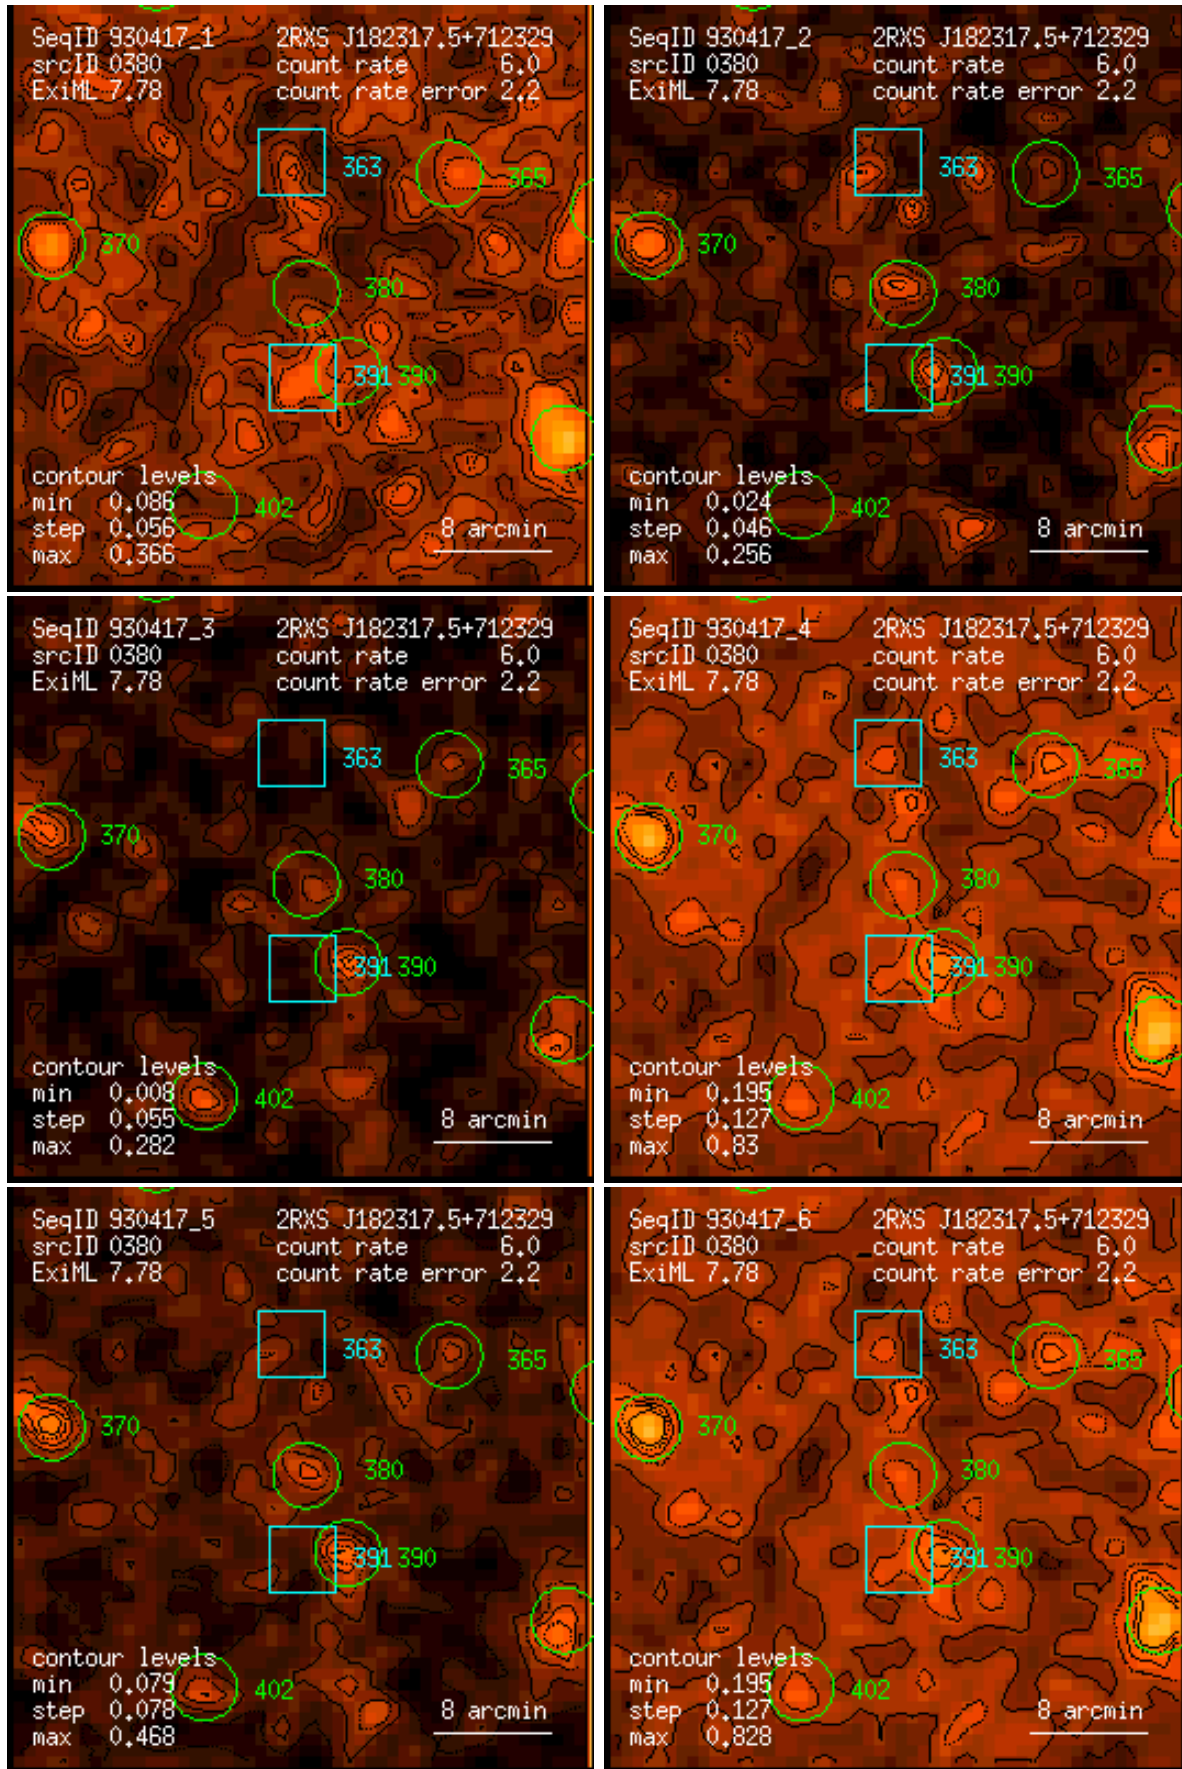 SeqID 930417_1 2RXS J182317.5+712329
srcID 0380 count rate 6.0
ExiML 7.78 count rate error 2.2
363
365
370
380
391 390
contour levels
min 0.086
402
step 0.056
8 arcmin
max 0.366
SeqID 930417_2 2RXS J182317.5+712329
srcID 0380 count rate 6.0
ExiML 7.78 count rate error 2.2
363
365
370
380
391 390
contour levels
min 0.024
402
step 0.046
8 arcmin
max 0.256
SeqID 930417_3 2RXS J182317.5+712329
srcID 0380 count rate 6.0
ExiML 7.78 count rate error 2.2
363
365
370
380
391 390
contour levels
min 0.008
402
step 0.055
8 arcmin
max 0.282
SeqID 930417_4 2RXS J182317.5+712329
srcID 0380 count rate 6.0
ExiML 7.78 count rate error 2.2
363
365
370
380
391 390
contour levels
min 0.195
402
step 0.127
8 arcmin
max 0.83
SeqID 930417_5 2RXS J182317.5+712329
srcID 0380 count rate 6.0
ExiML 7.78 count rate error 2.2
363
365
370
380
391 390
contour levels
min 0.079
402
step 0.078
8 arcmin
max 0.468
SeqID 930417_6 2RXS J182317.5+712329
srcID 0380 count rate 6.0
ExiML 7.78 count rate error 2.2
363
365
370
380
391 390
contour levels
min 0.195
402
step 0.127
8 arcmin
max 0.828